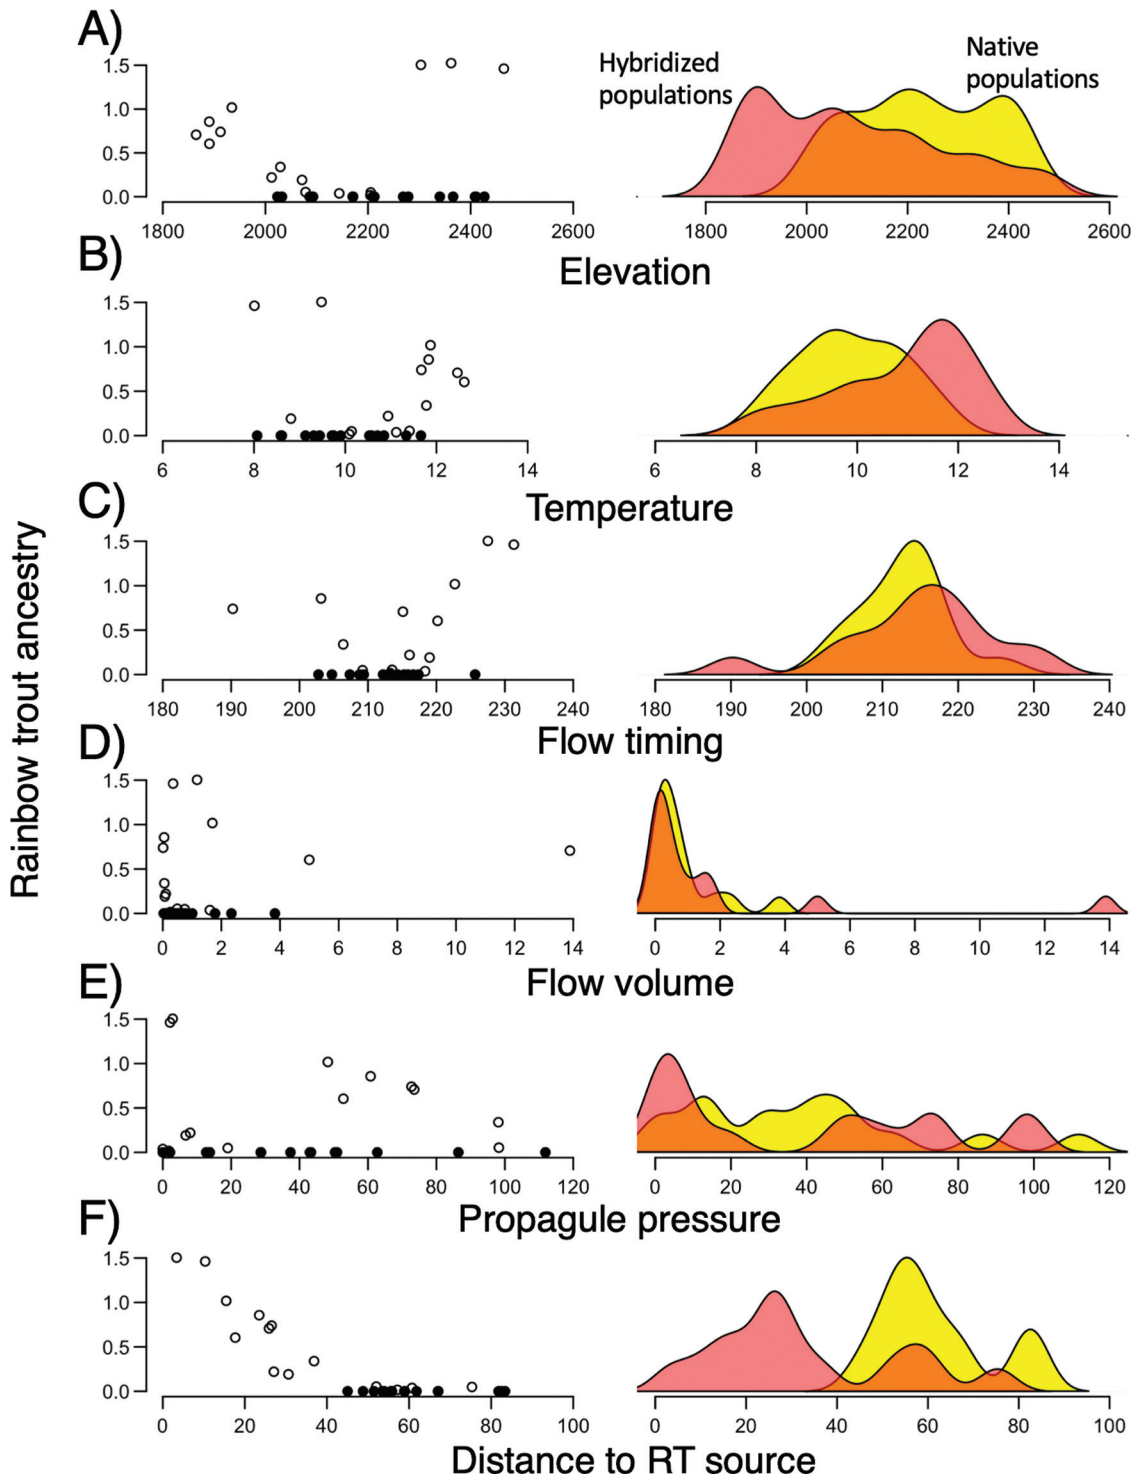 A)
Hybridized
populations
Native
populations
1.5
1.0
0.5
0.0
1800 2000 2200 2400 2600
1800 2000 2200 2400 2600
Elevation
B)
1.5
1.0
0.5
0.0
6 8 10 12 14
6 8 10 12 14
Temperature
C)
1.5
1.0
0.5
0.0
180 190 200 210 220 230 240
180 190 200 210 220 230 240
Flow timing
D)
1.5
1.0
0.5
0.0
0 2 4 6 8 10 12 14
0 2 4 6 8 10 12 14
Flow volume
E)
1.5
1.0
0.5
0.0
0 20 40 60 80 100 120
0 20 40 60 80 100 120
Propagule pressure
F)
1.5
1.0
0.5
0.0
0 20 40 60 80 100
0 20 40 60 80 100
Distance to RT source
Rainbow trout ancestry